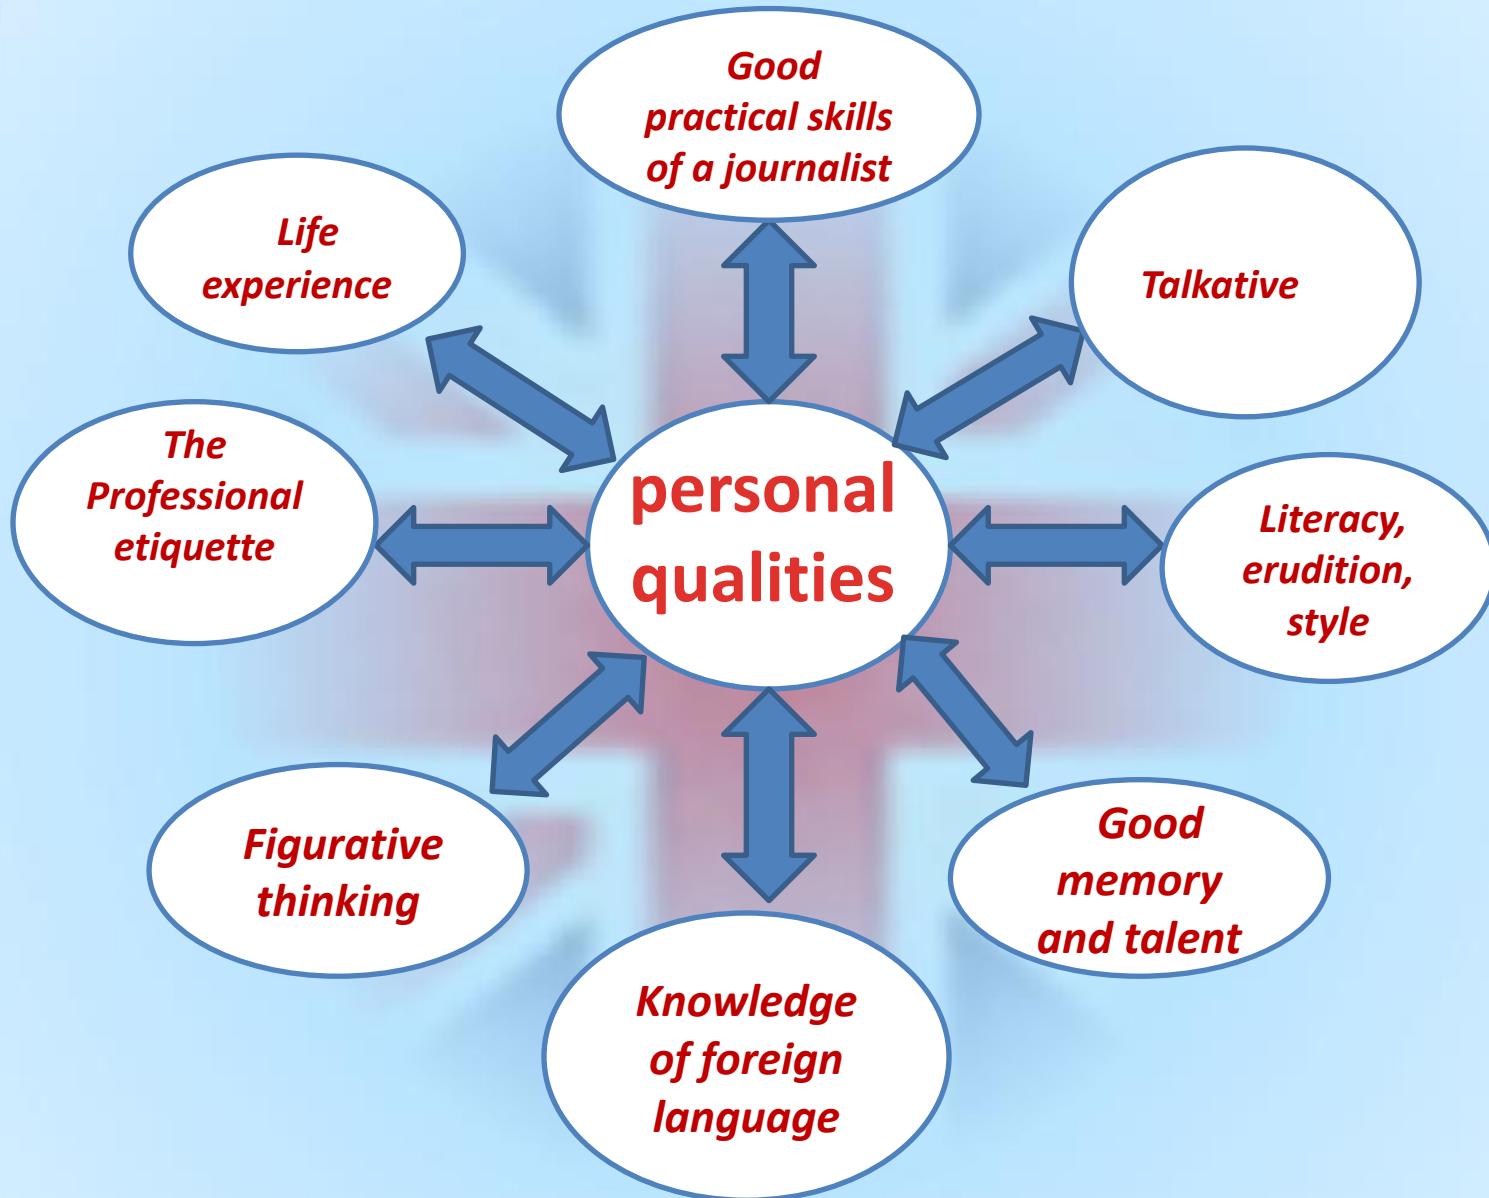 Good
practical skills
of a journalist
Life
experience
Talkative
The
Professional
etiquette
personal
qualities
Literacy,
erudition,
style
Figurative
thinking
Good
memory
and talent
Knowledge
of foreign
language